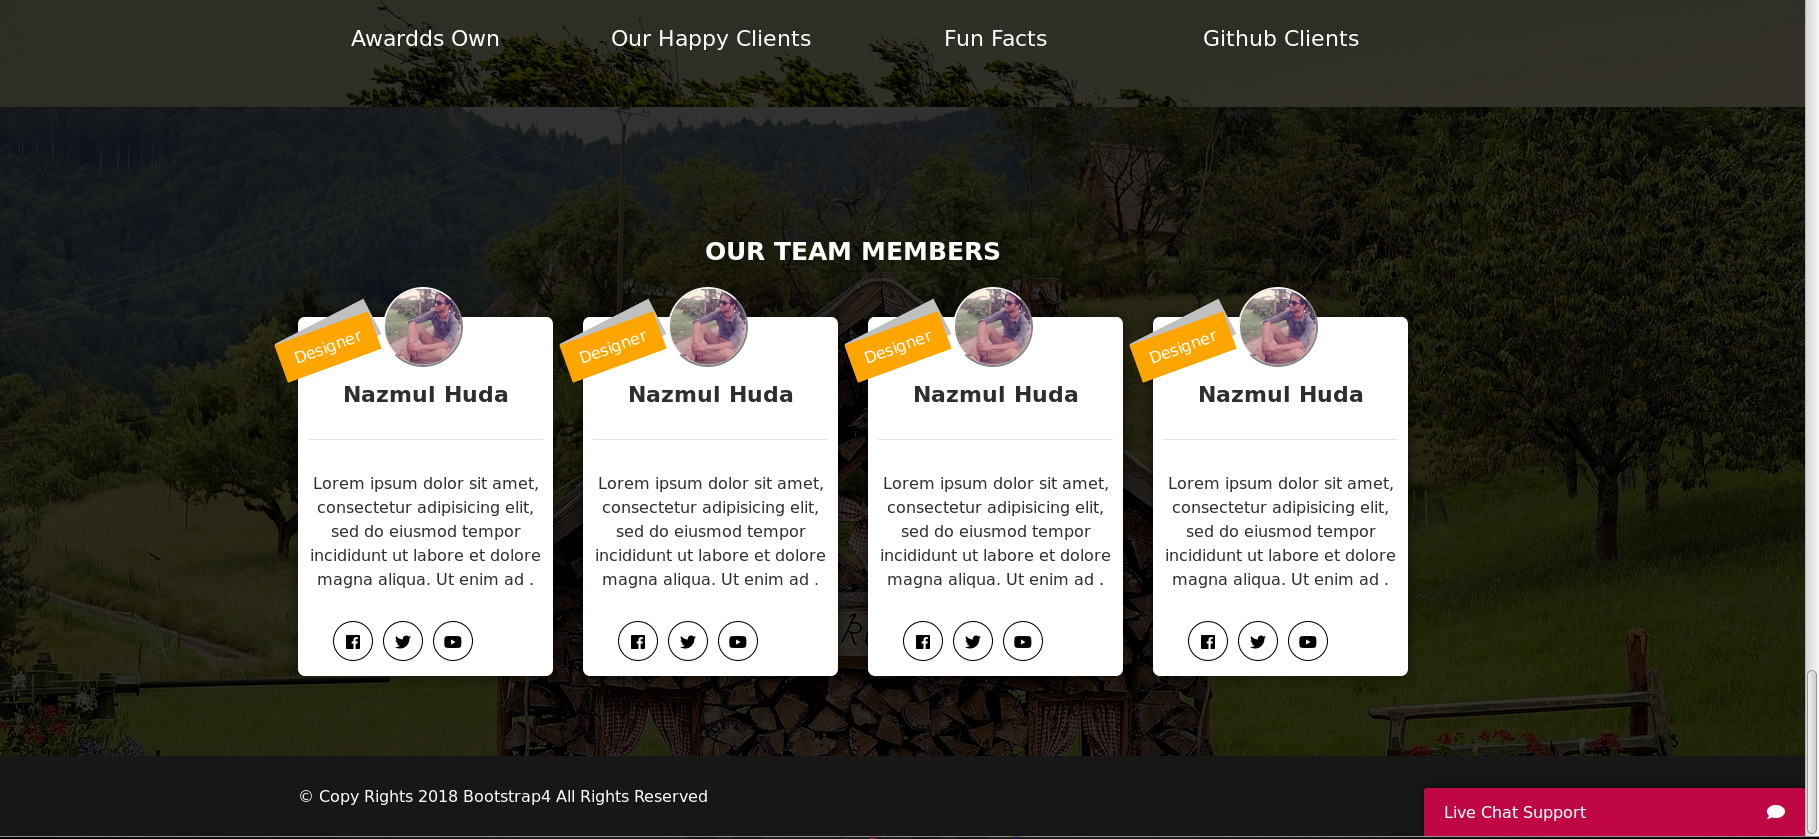 Awardds Own
Our Happy Clients
Fun Facts
Github Clients
OUR TEAM MEMBERS
Designer
Nazmul Huda
Lorem ipsum dolor sit amet,
consectetur adipisicing elit,
sed do eiusmod tempor
incididunt ut labore et dolore
magna aliqua. Ut enim ad .
Designer
Nazmul Huda
Lorem ipsum dolor sit amet,
consectetur adipisicing elit,
sed do eiusmod tempor
incididunt ut labore et dolore
magna aliqua. Ut enim ad .
Designer
Nazmul Huda
Lorem ipsum dolor sit amet,
consectetur adipisicing elit,
sed do eiusmod tempor
incididunt ut labore et dolore
magna aliqua. Ut enim ad .
Designer
Nazmul Huda
Lorem ipsum dolor sit amet,
consectetur adipisicing elit,
sed do eiusmod tempor
incididunt ut labore et dolore
magna aliqua. Ut enim ad .
© Copy Rights 2018 Bootstrap4 All Rights Reserved
Live Chat Support